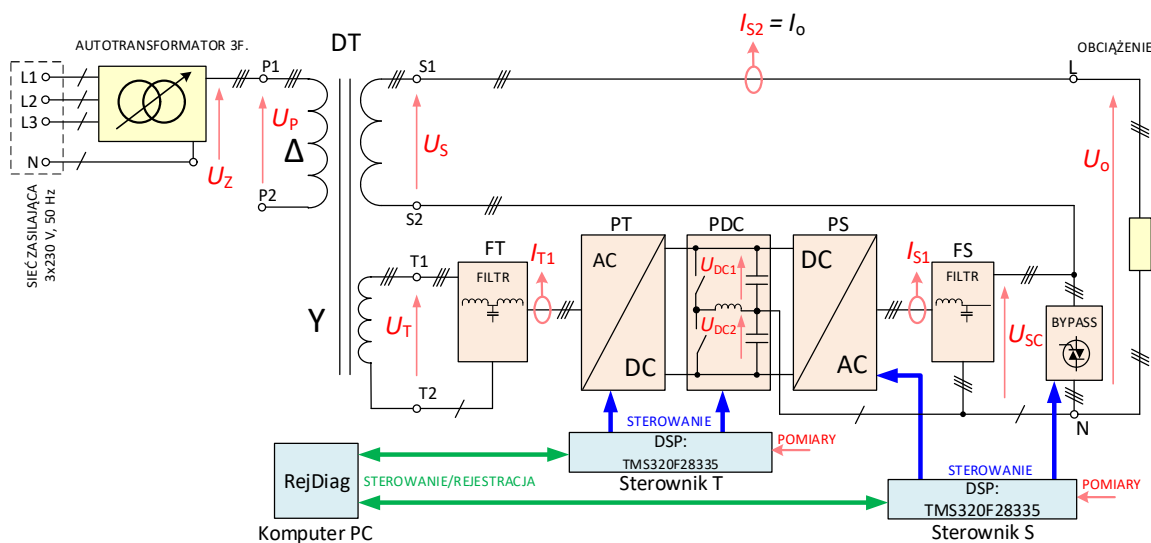 I_S2 = I_o
AUTOTRANSFORMATOR 3F.
DT
OBCIĄŻENIE
L1
L2
L3
N
P1
S1
L
U_P
Δ
U_S
U_Z
U_o
P2
S2
SIEĆ ZASILAJĄCA
3x230 V, 50 Hz
PT
PDC
PS
T1
FT
I_T1
AC
U_DC1
DC
I_S1
FS
FILTR
FILTR
Y
U_T
U_DC2
U_SC
BYPASS
DC
AC
T2
N
STEROWANIE
DSP:
TMS320F28335
POMIARY
Sterownik T
RejDiag
STEROWANIE/REJESTRACJA
Komputer PC
STEROWANIE
DSP:
TMS320F28335
POMIARY
Sterownik S